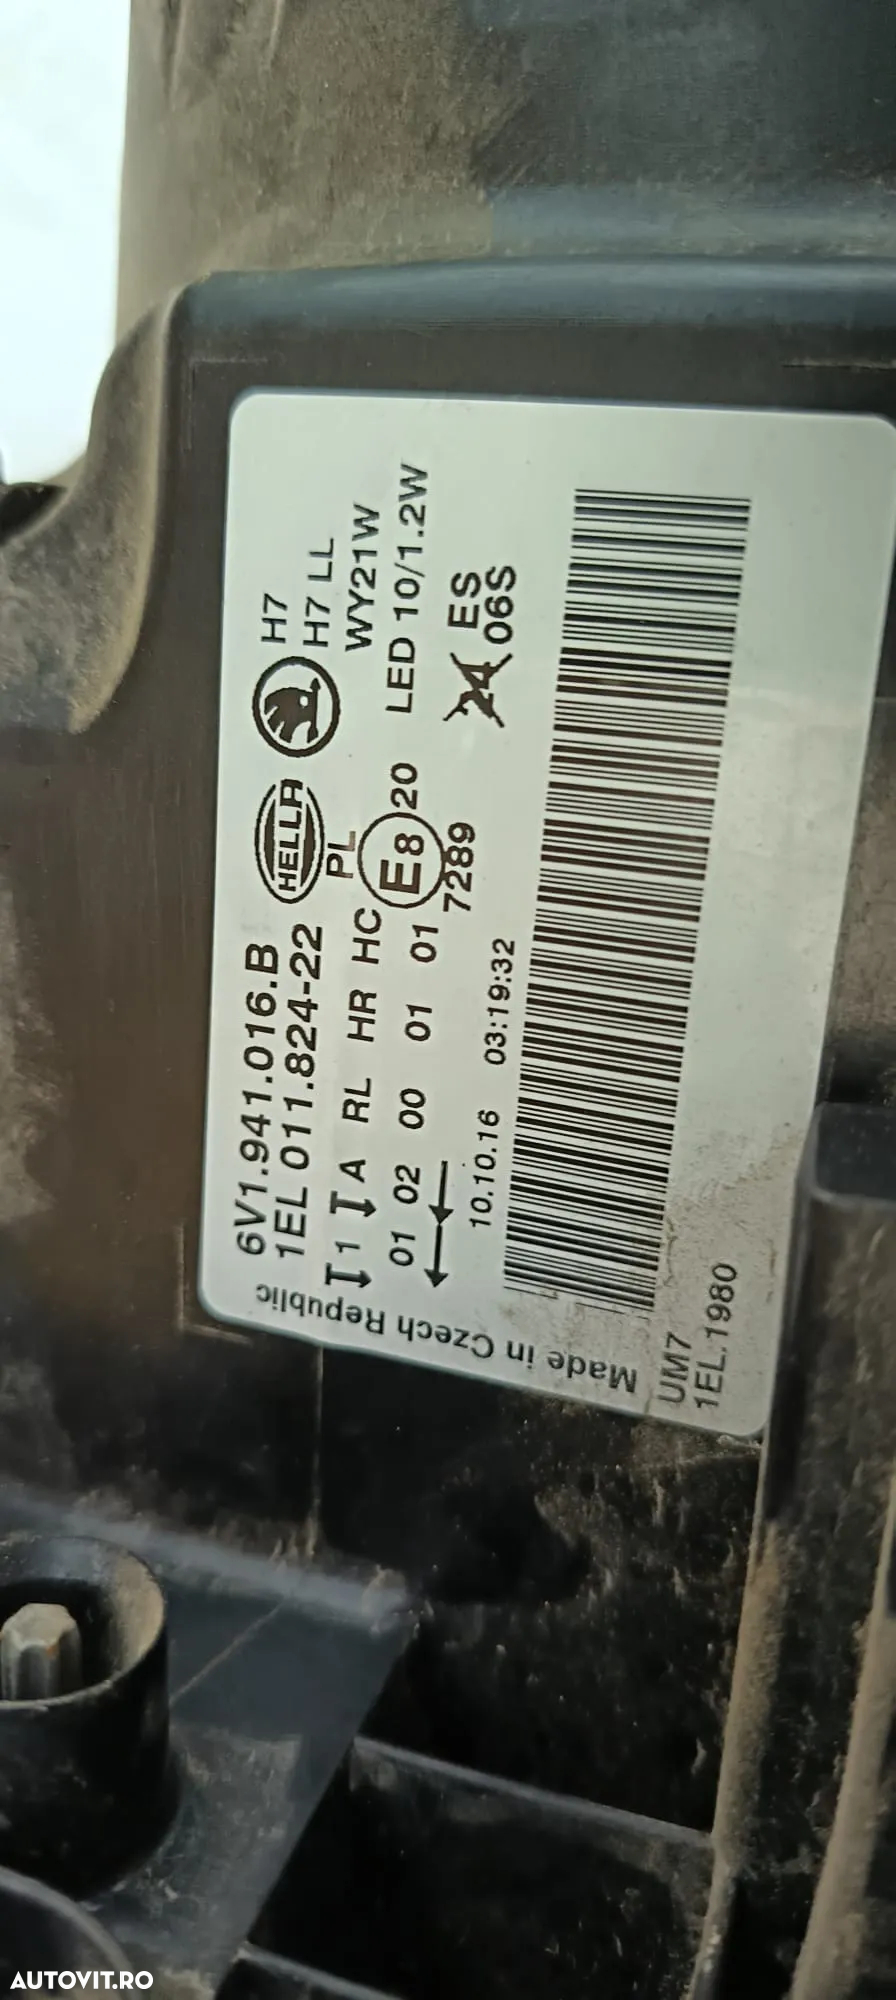 6V1.941.016.B HELLA H7
1EL 011.824-22 H7 LL
1 A RL HR HC PL WY21W
01 02 00 01 01 E8 20 LED 10/1.2W
7289 24 ES
06S
10.10.16 03:19:32
Made in Czech Republic
UM7
1EL.1980
AUTOVIT.RO